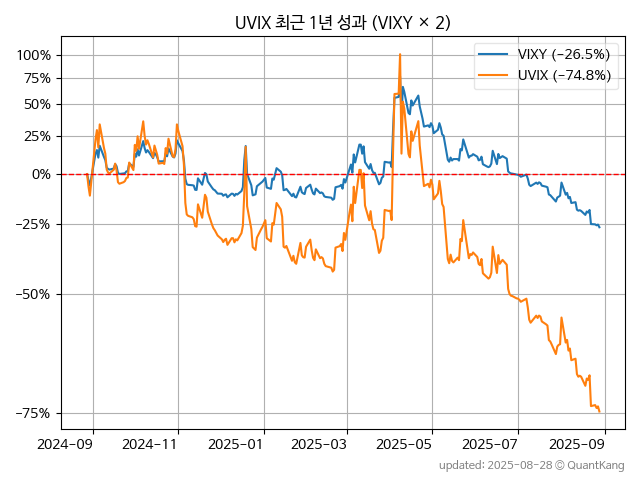 UVIX 최근 1년 성과 (VIXY × 2)
VIXY (−26.5%)
UVIX (−74.8%)
100%
75%
50%
25%
0%
−25%
−50%
−75%
2024−09 2024−11 2025−01 2025−03 2025−05 2025−07 2025−09
updated: 2025-08-28 © QuantKang